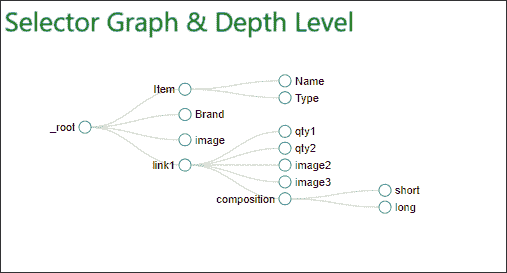 Selector Graph & Depth Level
_root
Item
Name
Type
Brand
image
link1
qty1
qty2
image2
image3
composition
short
long